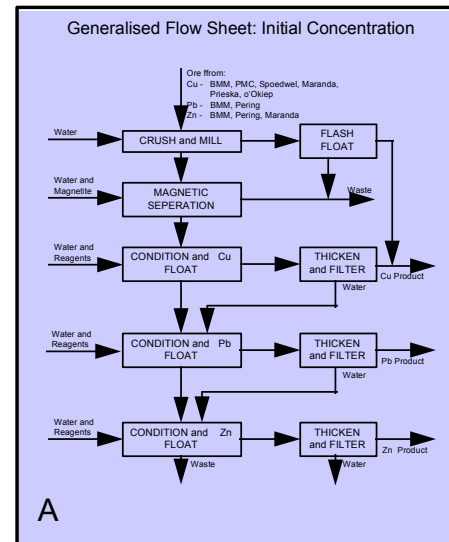 Generalised Flow Sheet: Initial Concentration
Ore ffrom:
Cu - BMM, PMC, Spoedwel, Maranda,
Prieska, o'Okiep
Pb - BMM, Pering
Zn - BMM, Pering, Maranda
Water
CRUSH and MILL
FLASH
FLOAT
Water and
Magnetite
MAGNETIC
SEPERATION
Waste
Water and
Reagents
CONDITION and Cu
FLOAT
THICKEN
and FILTER
Cu Product
Water
Water and
Reagents
CONDITION and Pb
FLOAT
THICKEN
and FILTER
Pb Product
Water
Water and
Reagents
CONDITION and Zn
FLOAT
THICKEN
and FILTER
Zn Product
Waste
Water
A